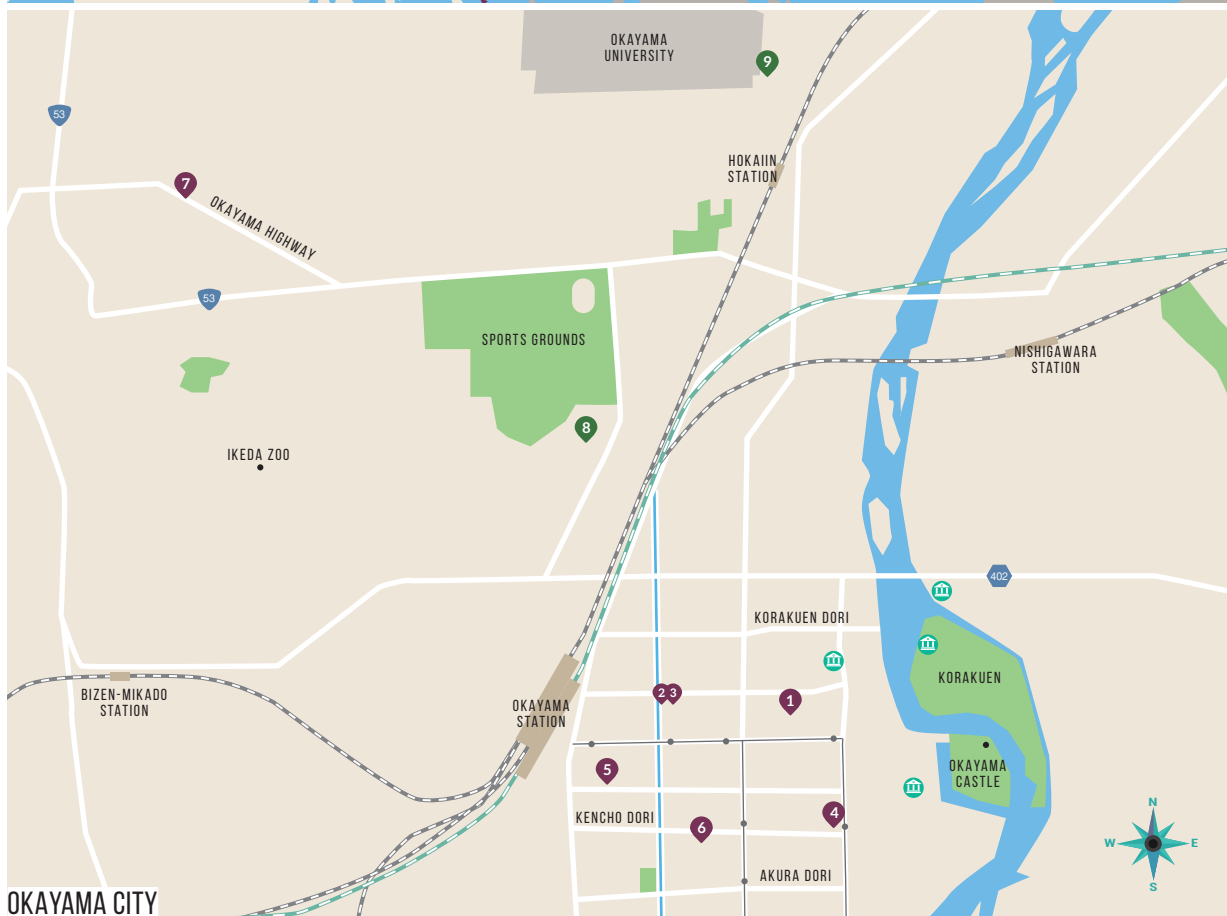 OKAYAMA
UNIVERSITY
9
53
HOKAIIN
STATION
7
OKAYAMA HIGHWAY
53
SPORTS GROUNDS
NISHIGAWARA
STATION
8
IKEDA ZOO
402
KORAKUEN DORI
KORAKUEN
BIZEN-MIKADO
STATION
2 3
1
OKAYAMA
STATION
5
OKAYAMA
CASTLE
KENCHO DORI
6
4
N
W
E
S
AKURA DORI
OKAYAMA CITY